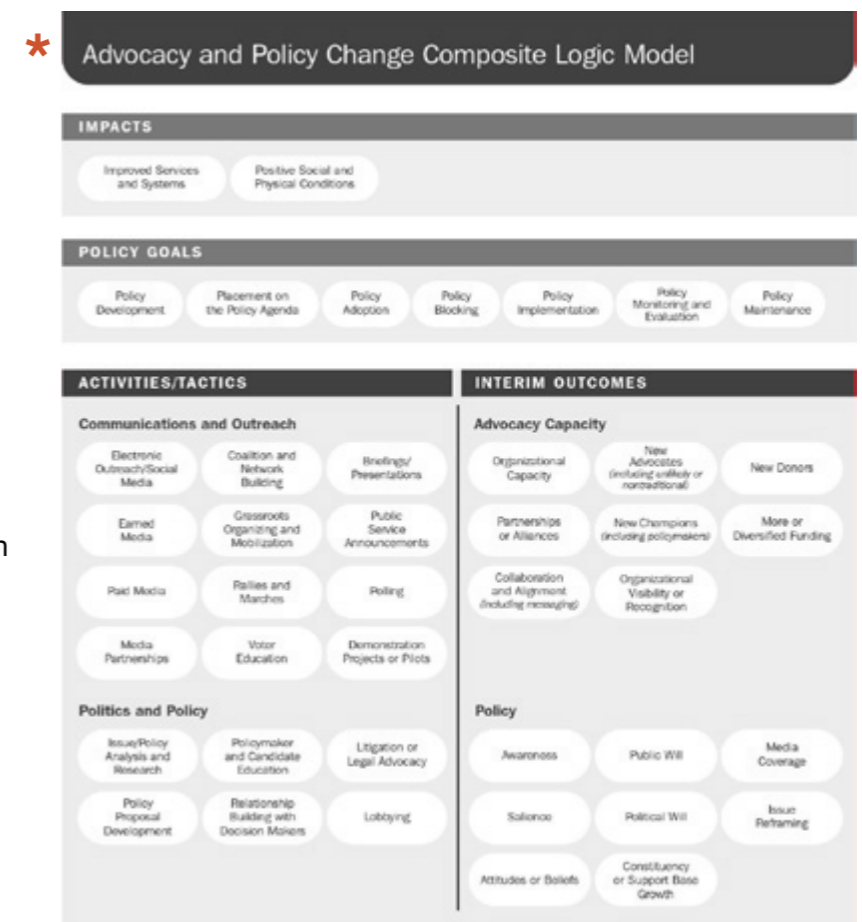 *
Advocacy and Policy Change Composite Logic Model
IMPACTS
Improved Services
and Systems
Positive Social and
Physical Conditions
POLICY GOALS
Policy
Development
Placement on
the Policy Agenda
Policy
Adoption
Policy
Blocking
Policy
Implementation
Policy
Monitoring and
Evaluation
Policy
Maintenance
ACTIVITIES/TACTICS
Communications and Outreach
Electronic
Outreach/Social
Media
Coalition and
Network
Building
Briefings/
Presentations
Earned
Media
Grassroots
Organizing and
Mobilization
Public
Service
Announcements
n
Paid Media
Rallies and
Marches
Polling
Media
Partnerships
Voter
Education
Demonstration
Projects or Pilots
Politics and Policy
Issue/Policy
Analysis and
Research
Policymaker
and Candidate
Education
Litigation or
Legal Advocacy
Policy
Proposal
Development
Relationship
Building with
Decision Makers
Lobbying
INTERIM OUTCOMES
Advocacy Capacity
Organizational
Capacity
New
Advocates
(including unlikely or
nontraditional)
New Donors
Partnerships
or Alliances
New Champions
(including policymakers)
More or
Diversified Funding
Collaboration
and Alignment
(including messaging)
Organizational
Visibility or
Recognition
Policy
Awareness
Public Will
Media
Coverage
Salience
Political Will
Issue
Reframing
Attitudes or Beliefs
Constituency
or Support Base
Growth